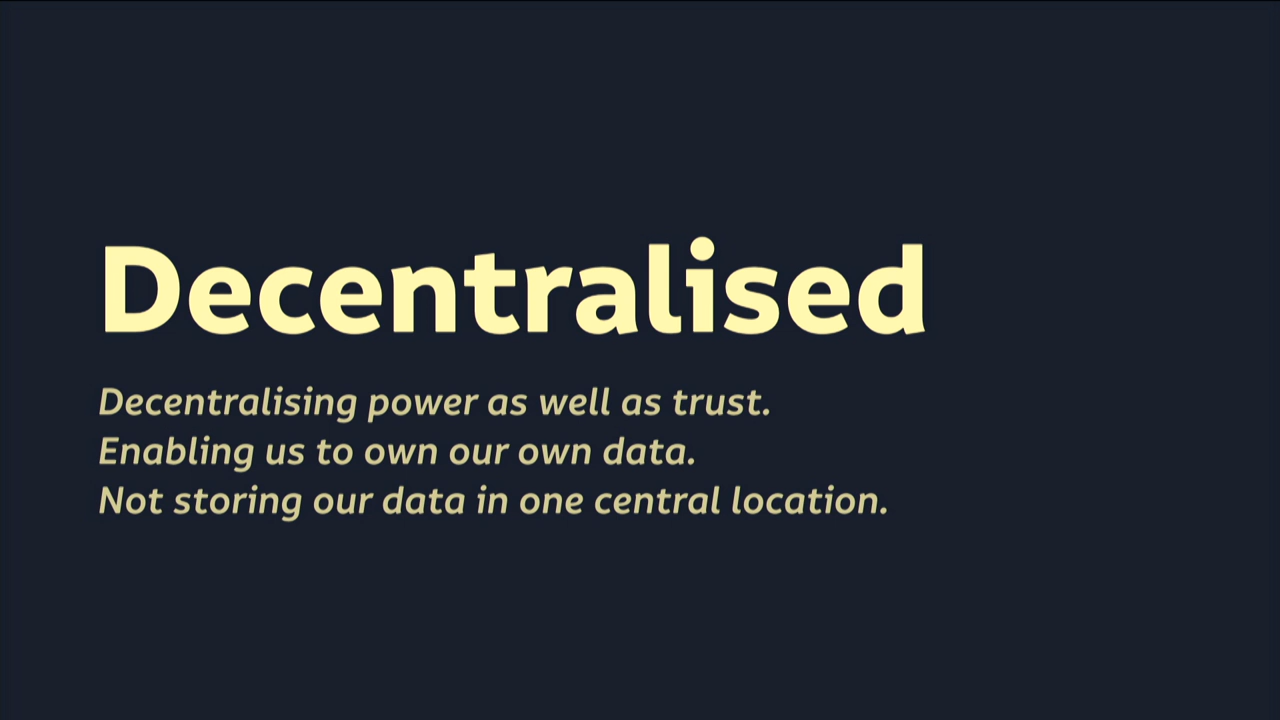 Decentralised
Decentralising power as well as trust.
Enabling us to own our own data.
Not storing our data in one central location.